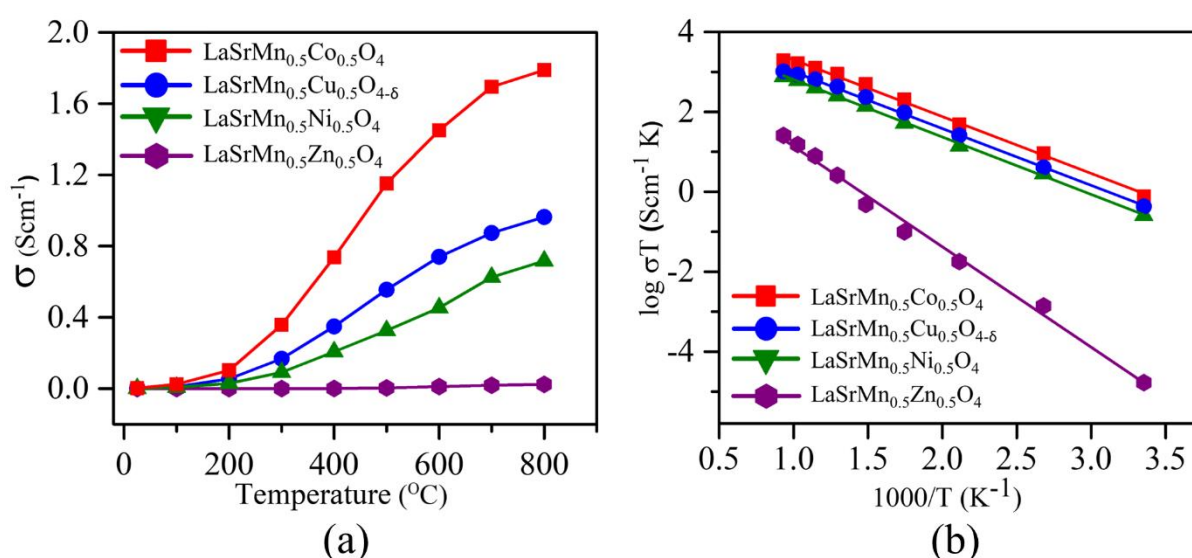 2.0
1.6
1.2
0.8
0.4
0.0
σ (Scm⁻¹)
LaSrMn₀.₅Co₀.₅O₄
LaSrMn₀.₅Cu₀.₅O₄₋δ
LaSrMn₀.₅Ni₀.₅O₄
LaSrMn₀.₅Zn₀.₅O₄
0 200 400 600 800
Temperature (ᴼC)
(a)
4
2
0
-2
-4
log σT (Scm⁻¹ K)
LaSrMn₀.₅Co₀.₅O₄
LaSrMn₀.₅Cu₀.₅O₄₋δ
LaSrMn₀.₅Ni₀.₅O₄
LaSrMn₀.₅Zn₀.₅O₄
0.5 1.0 1.5 2.0 2.5 3.0 3.5
1000/T (K⁻¹)
(b)